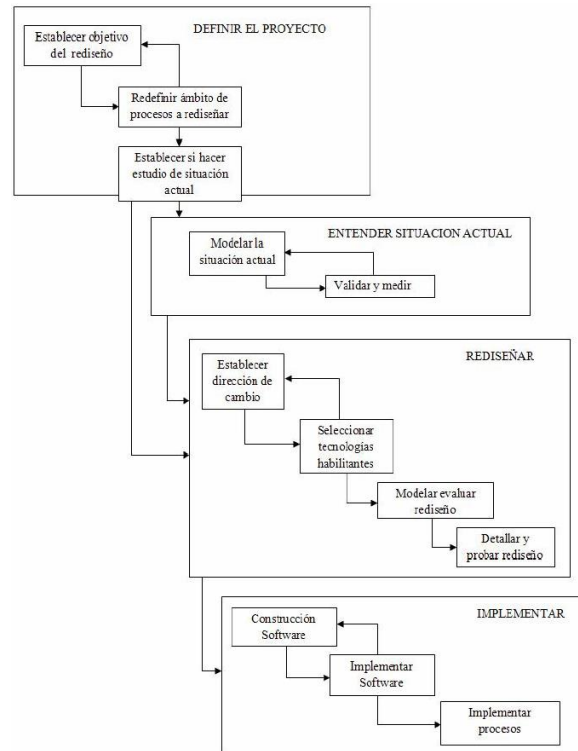 DEFINIR EL PROYECTO
Establecer objetivo
del rediseño
Redefinir ámbito de
procesos a rediseñar
Establecer si hacer
estudio de situación
actual
ENTENDER SITUACION ACTUAL
Modelar la
situación actual
Validar y medir
REDISEÑAR
Establecer
dirección de
cambio
Seleccionar
tecnologías
habilitantes
Modelar evaluar
rediseño
Detallar y
probar rediseño
IMPLEMENTAR
Construcción
Software
Implementar
Software
Implementar
procesos